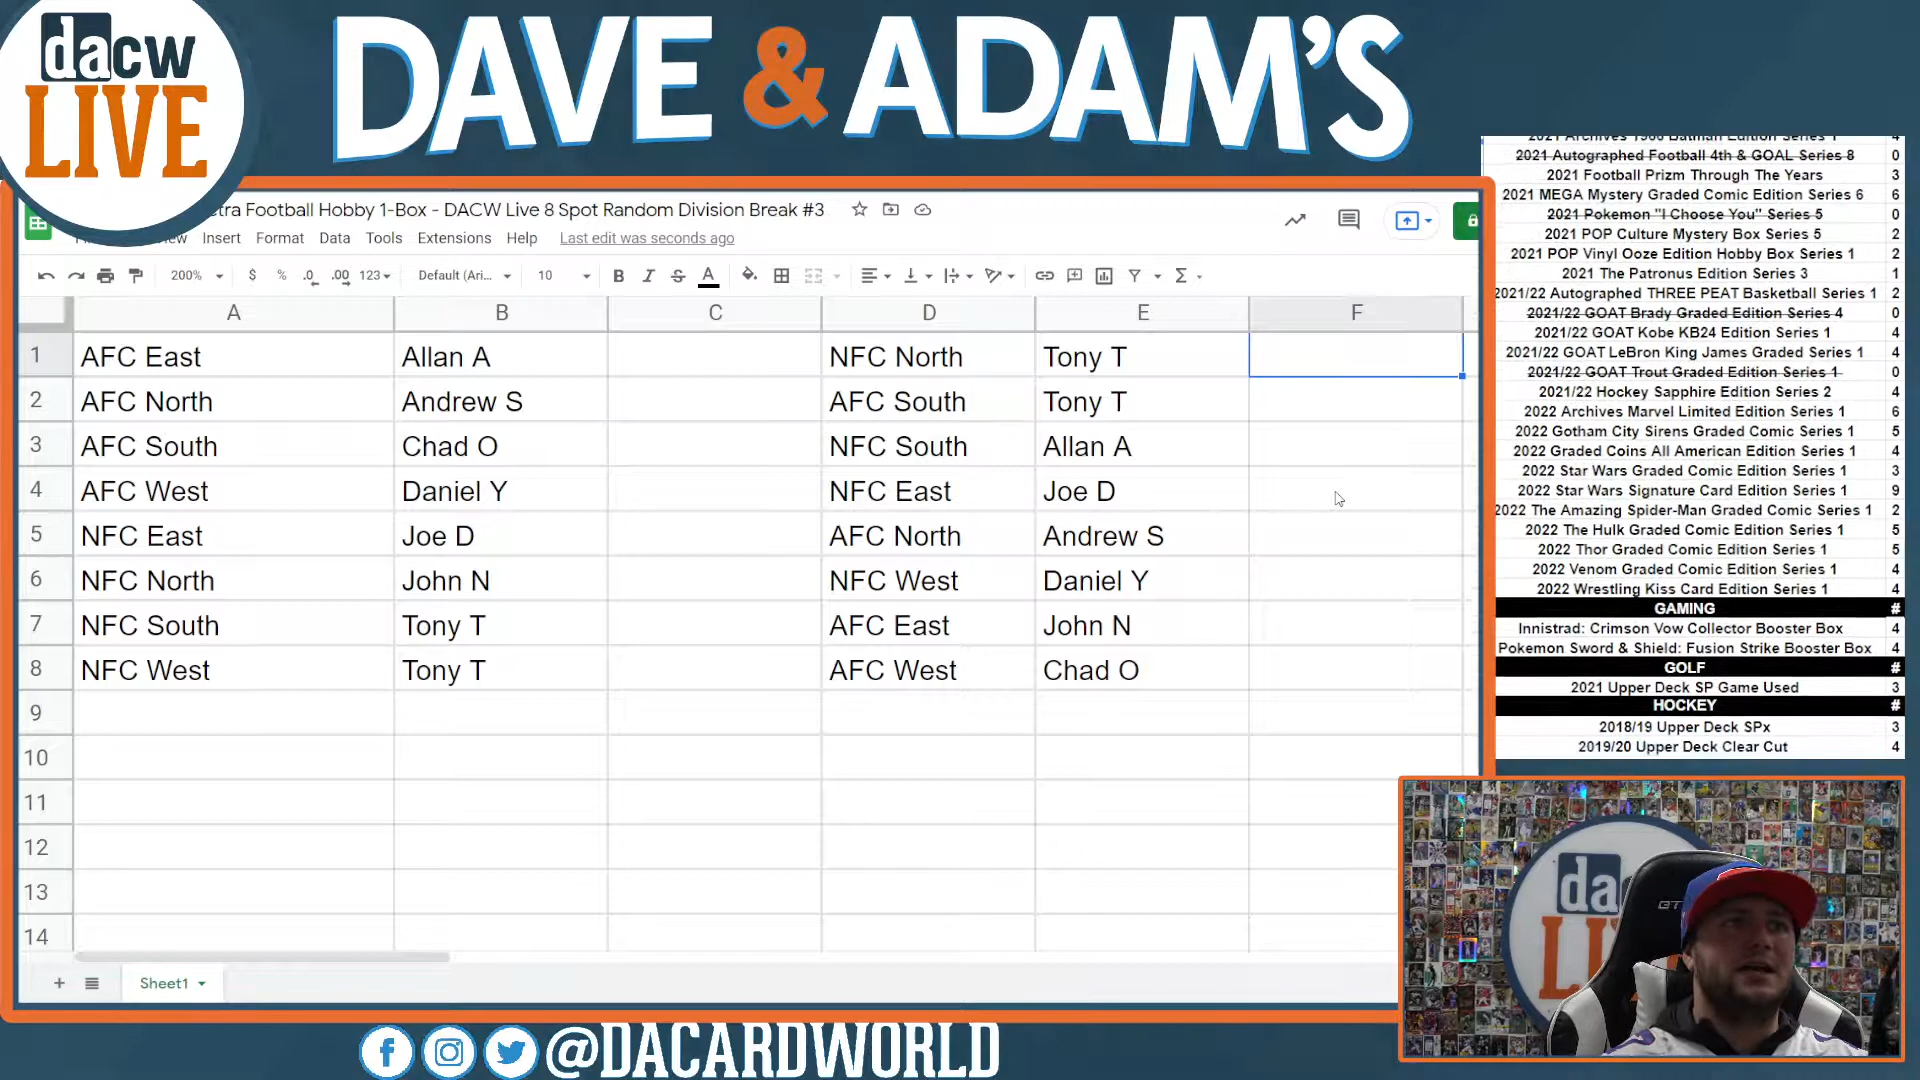 dacw
LIVE
DAVE & ADAM'S
tra Football Hobby 1-Box - DACW Live 8 Spot Random Division Break #3
Insert Format Data Tools Extensions Help Last edit was seconds ago
200% $ % .0 .00 123 Default (Ari... 10 B I S A
A B C D E F
1 AFC East Allan A NFC North Tony T
2 AFC North Andrew S AFC South Tony T
3 AFC South Chad O NFC South Allan A
4 AFC West Daniel Y NFC East Joe D
5 NFC East Joe D AFC North Andrew S
6 NFC North John N NFC West Daniel Y
7 NFC South Tony T AFC East John N
8 NFC West Tony T AFC West Chad O
9
10
11
12
13
14
Sheet1
2021 Archives 1966 Batman Edition Series 1 4
2021 Autographed Football 4th & GOAL Series 8 0
2021 Football Prizm Through The Years 3
2021 MEGA Mystery Graded Comic Edition Series 6 6
2021 Pokemon "I Choose You" Series 5 0
2021 POP Culture Mystery Box Series 5 2
2021 POP Vinyl Ooze Edition Hobby Box Series 1 2
2021 The Patronus Edition Series 3 1
2021/22 Autographed THREE PEAT Basketball Series 1 2
2021/22 GOAT Brady Graded Edition Series 4 0
2021/22 GOAT Kobe KB24 Edition Series 1 4
2021/22 GOAT LeBron King James Graded Series 1 4
2021/22 GOAT Trout Graded Edition Series 1 0
2021/22 Hockey Sapphire Edition Series 2 4
2022 Archives Marvel Limited Edition Series 1 6
2022 Gotham City Sirens Graded Comic Series 1 5
2022 Graded Coins All American Edition Series 1 4
2022 Star Wars Graded Comic Edition Series 1 3
2022 Star Wars Signature Card Edition Series 1 9
2022 The Amazing Spider-Man Graded Comic Series 1 2
2022 The Hulk Graded Comic Edition Series 1 5
2022 Thor Graded Comic Edition Series 1 5
2022 Venom Graded Comic Edition Series 1 4
2022 Wrestling Kiss Card Edition Series 1 4
GAMING #
Innistrad: Crimson Vow Collector Booster Box 4
Pokemon Sword & Shield: Fusion Strike Booster Box 4
GOLF #
2021 Upper Deck SP Game Used 3
HOCKEY #
2018/19 Upper Deck SPx 3
2019/20 Upper Deck Clear Cut 4
da
LI
@DACARDWORLD